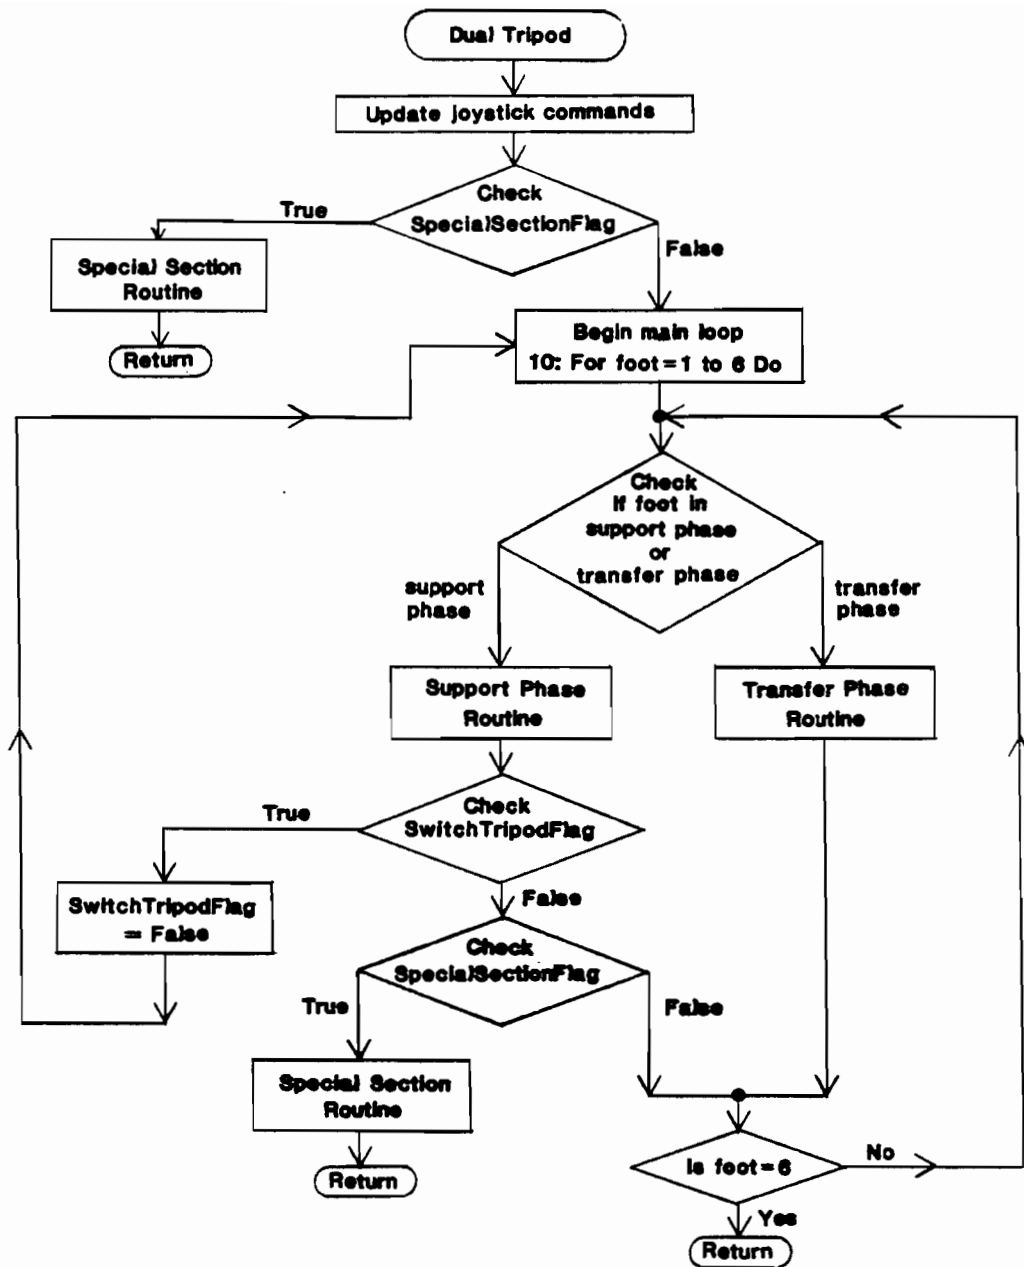 Dual Tripod
Update joystick commands
Check
SpecialSectionFlag
True
False
Special Section
Routine
Return
Begin main loop
10: For foot = 1 to 6 Do
Check
if foot in
support phase
or
transfer phase
support
phase
transfer
phase
Support Phase
Routine
Transfer Phase
Routine
Check
SwitchTripodFlag
True
False
SwitchTripodFlag
= False
Check
SpecialSectionFlag
True
False
Special Section
Routine
Return
Is foot = 6
No
Yes
Return